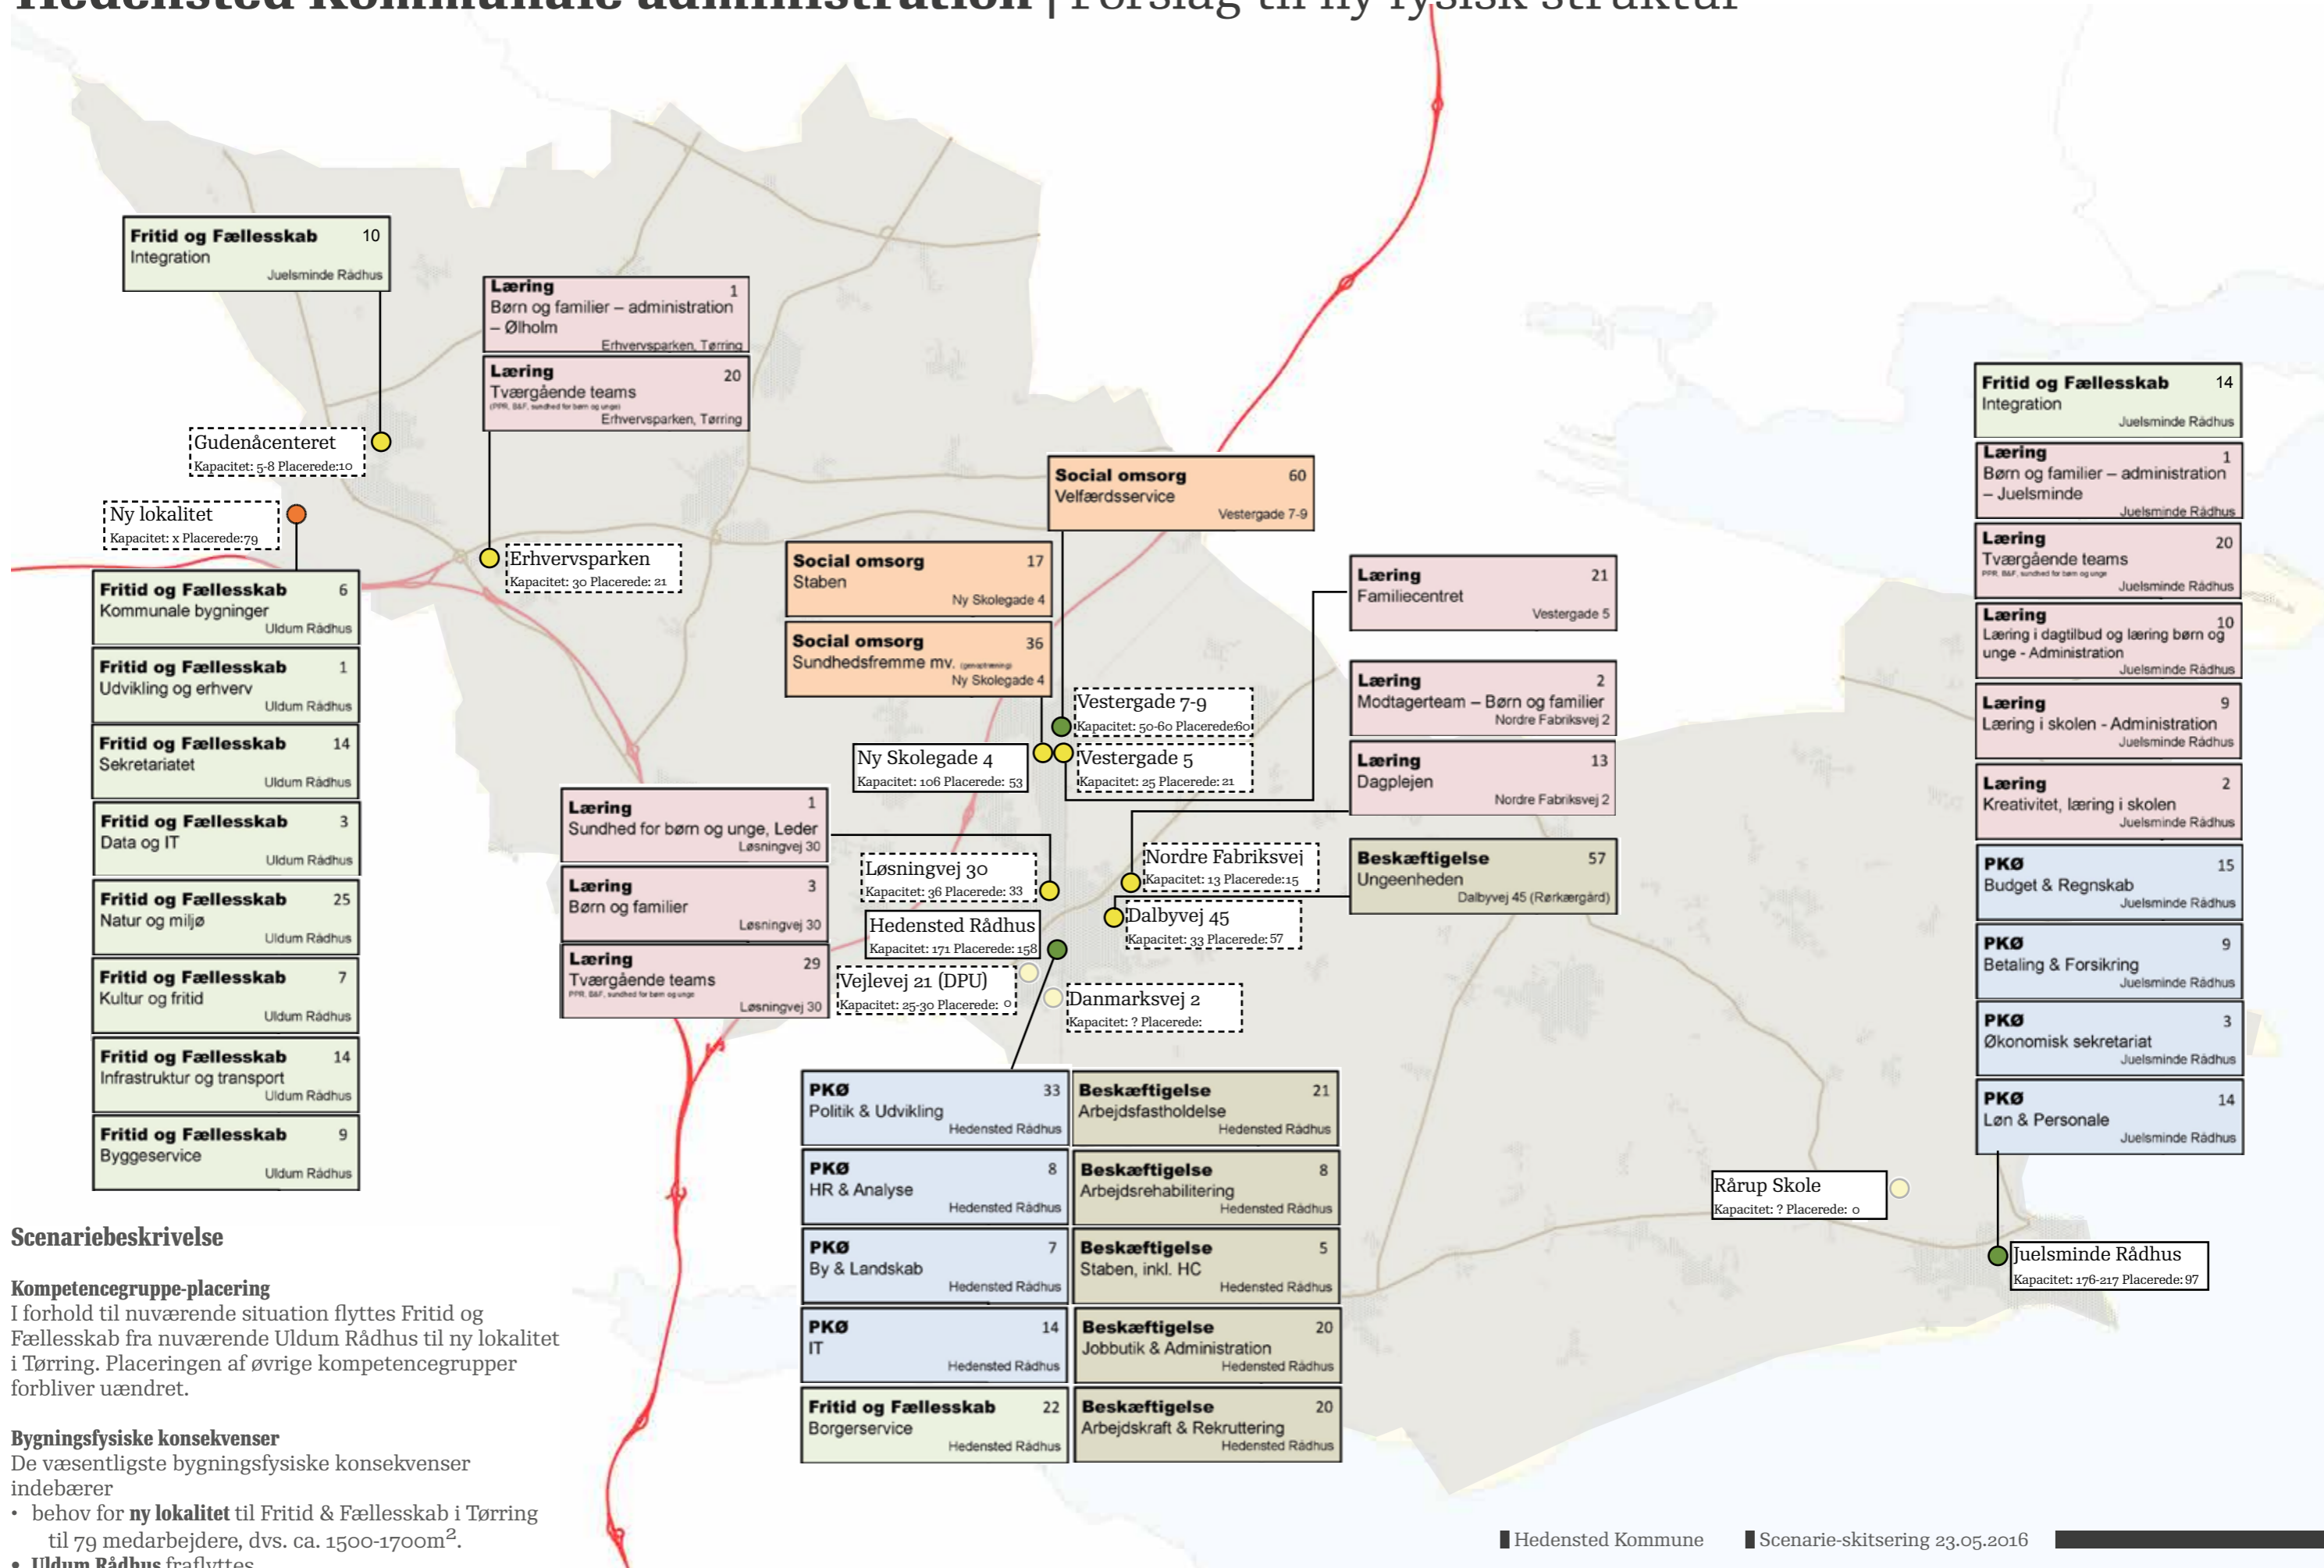 Hedensted Kommunale administration | Forslag til ny fysisk struktur
Fritid og Fællesskab 10
Integration
Juelsminde Rådhus
Gudenåcenteret
Kapacitet: 5-8 Placerede:10
Ny lokalitet
Kapacitet: x Placerede:79
Fritid og Fællesskab 6
Kommunale bygninger
Uldum Rådhus
Fritid og Fællesskab 1
Udvikling og erhverv
Uldum Rådhus
Fritid og Fællesskab 14
Sekretariatet
Uldum Rådhus
Fritid og Fællesskab 3
Data og IT
Uldum Rådhus
Fritid og Fællesskab 25
Natur og miljø
Uldum Rådhus
Fritid og Fællesskab 7
Kultur og fritid
Uldum Rådhus
Fritid og Fællesskab 14
Infrastruktur og transport
Uldum Rådhus
Fritid og Fællesskab 9
Byggeservice
Uldum Rådhus
Læring 1
Børn og familier – administration
– Ølholm
Erhvervsparken, Tørring
Læring 20
Tværgående teams
(PPR, B&F, sundhed for børn og unge)
Erhvervsparken, Tørring
Erhvervsparken
Kapacitet: 30 Placerede: 21
Social omsorg 60
Velfærdsservice
Vestergade 7-9
Social omsorg 17
Staben
Ny Skolegade 4
Social omsorg 36
Sundhedsfremme mv. (genoptræning)
Ny Skolegade 4
Vestergade 7-9
Kapacitet: 50-60 Placerede:60
Ny Skolegade 4
Kapacitet: 106 Placerede: 53
Vestergade 5
Kapacitet: 25 Placerede: 21
Læring 21
Familiecentret
Vestergade 5
Læring 2
Modtagerteam – Børn og familier
Nordre Fabriksvej 2
Læring 13
Dagplejen
Nordre Fabriksvej 2
Beskæftigelse 57
Ungeenheden
Dalbyvej 45 (Rørkærgård)
Læring 1
Sundhed for børn og unge, Leder
Løsningvej 30
Læring 3
Børn og familier
Løsningvej 30
Læring 29
Tværgående teams
PPR, B&F, sundhed for børn og unge
Løsningvej 30
Løsningvej 30
Kapacitet: 36 Placerede: 33
Nordre Fabriksvej
Kapacitet: 13 Placerede:15
Hedensted Rådhus
Kapacitet: 171 Placerede: 158
Dalbyvej 45
Kapacitet: 33 Placerede: 57
Vejlevej 21 (DPU)
Kapacitet: 25-30 Placerede: 0
Danmarksvej 2
Kapacitet: ? Placerede:
PKØ 33
Politik & Udvikling
Hedensted Rådhus
PKØ 8
HR & Analyse
Hedensted Rådhus
PKØ 7
By & Landskab
Hedensted Rådhus
PKØ 14
IT
Hedensted Rådhus
Fritid og Fællesskab 22
Borgerservice
Hedensted Rådhus
Beskæftigelse 21
Arbejdsfastholdelse
Hedensted Rådhus
Beskæftigelse 8
Arbejdsrehabilitering
Hedensted Rådhus
Beskæftigelse 5
Staben, inkl. HC
Hedensted Rådhus
Beskæftigelse 20
Jobbutik & Administration
Hedensted Rådhus
Beskæftigelse 20
Arbejdskraft & Rekruttering
Hedensted Rådhus
Fritid og Fællesskab 14
Integration
Juelsminde Rådhus
Læring 1
Børn og familier – administration
– Juelsminde
Juelsminde Rådhus
Læring 20
Tværgående teams
PPR, B&F, sundhed for børn og unge
Juelsminde Rådhus
Læring 10
Læring i dagtilbud og læring børn og
unge - Administration
Juelsminde Rådhus
Læring 9
Læring i skolen - Administration
Juelsminde Rådhus
Læring 2
Kreativitet, læring i skolen
Juelsminde Rådhus
PKØ 15
Budget & Regnskab
Juelsminde Rådhus
PKØ 9
Betaling & Forsikring
Juelsminde Rådhus
PKØ 3
Økonomisk sekretariat
Juelsminde Rådhus
PKØ 14
Løn & Personale
Juelsminde Rådhus
Rårup Skole
Kapacitet: ? Placerede: 0
Juelsminde Rådhus
Kapacitet: 176-217 Placerede: 97
Scenariebeskrivelse
Kompetencegruppe-placering
I forhold til nuværende situation flyttes Fritid og
Fællesskab fra nuværende Uldum Rådhus til ny lokalitet
i Tørring. Placeringen af øvrige kompetencegrupper
forbliver uændret.
Bygningsfysiske konsekvenser
De væsentligste bygningsfysiske konsekvenser
indebærer
• behov for ny lokalitet til Fritid & Fællesskab i Tørring
til 79 medarbejdere, dvs. ca. 1500-1700m².
• Uldum Rådhus fraflyttes
Hedensted Kommune Scenarie-skitsering 23.05.2016